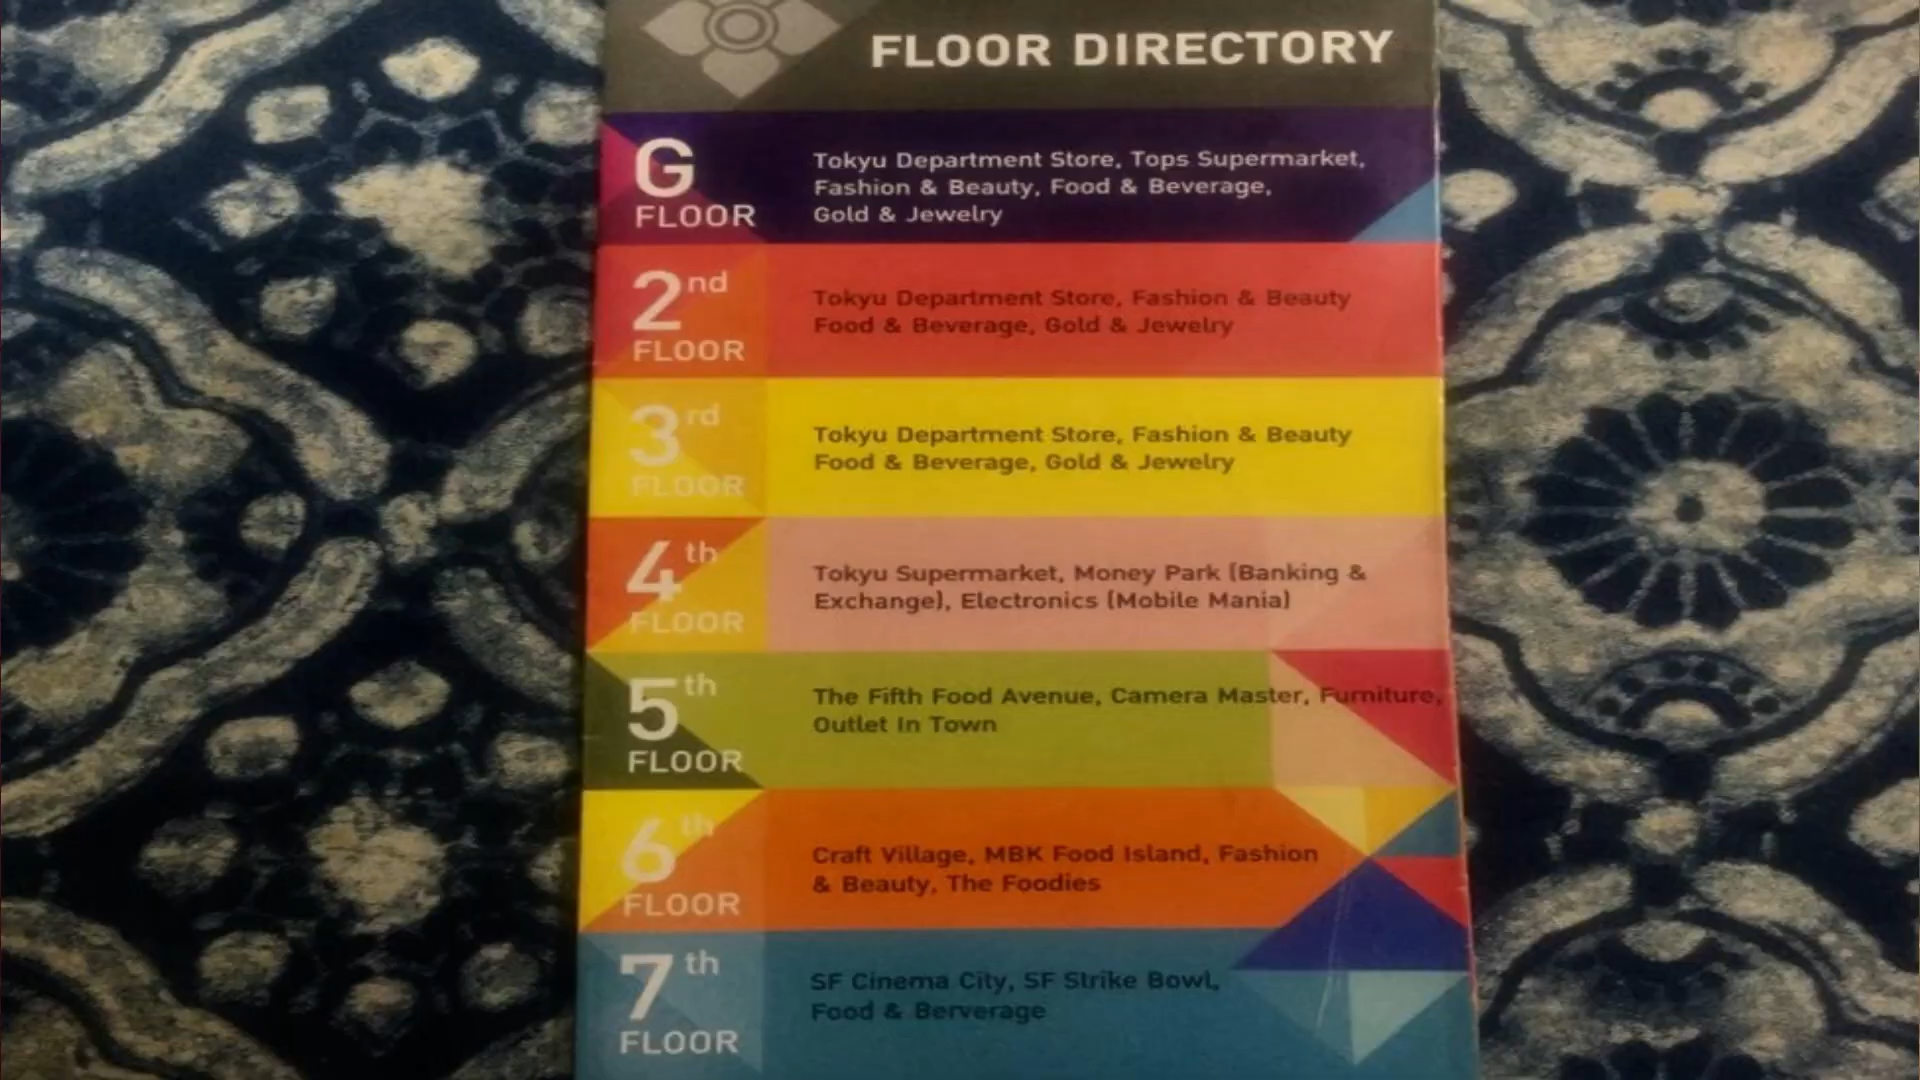 FLOOR DIRECTORY
G
FLOOR
Tokyu Department Store, Tops Supermarket,
Fashion & Beauty, Food & Beverage,
Gold & Jewelry
2nd
FLOOR
Tokyu Department Store, Fashion & Beauty
Food & Beverage, Gold & Jewelry
3rd
FLOOR
Tokyu Department Store, Fashion & Beauty
Food & Beverage, Gold & Jewelry
4th
FLOOR
Tokyu Supermarket, Money Park (Banking &
Exchange), Electronics (Mobile Mania)
5th
FLOOR
The Fifth Food Avenue, Camera Master, Furniture,
Outlet In Town
6th
FLOOR
Craft Village, MBK Food Island, Fashion
& Beauty, The Foodies
7th
FLOOR
SF Cinema City, SF Strike Bowl,
Food & Berverage